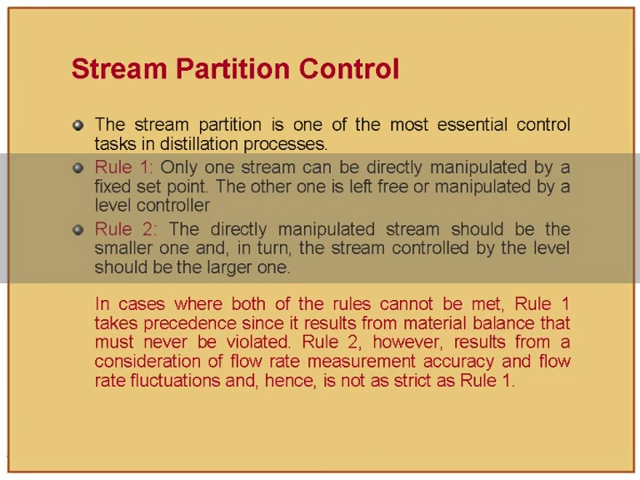 Stream Partition Control
The stream partition is one of the most essential control
tasks in distillation processes.
Rule 1: Only one stream can be directly manipulated by a
fixed set point. The other one is left free or manipulated by a
level controller
Rule 2: The directly manipulated stream should be the
smaller one and, in turn, the stream controlled by the level
should be the larger one.
In cases where both of the rules cannot be met, Rule 1
takes precedence since it results from material balance that
must never be violated. Rule 2, however, results from a
consideration of flow rate measurement accuracy and flow
rate fluctuations and, hence, is not as strict as Rule 1.